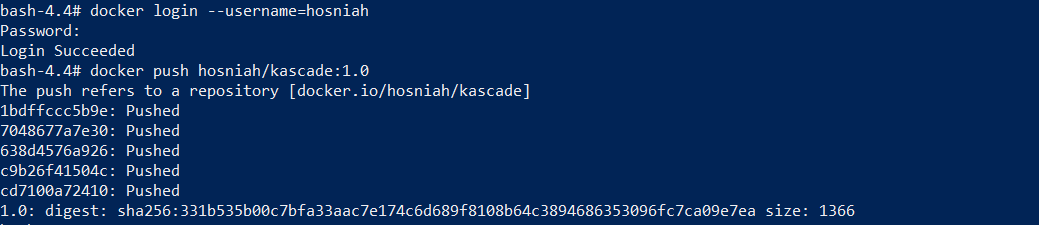 bash-4.4# docker login --username=hosniah
Password:
Login Succeeded
bash-4.4# docker push hosniah/kascade:1.0
The push refers to a repository [docker.io/hosniah/kascade]
1bdffccc5b9e: Pushed
7048677a7e30: Pushed
638d4576a926: Pushed
c9b26f41504c: Pushed
cd7100a72410: Pushed
1.0: digest: sha256:331b535b00c7bfa33aac7e174c6d689f8108b64c3894686353096fc7ca09e7ea size: 1366